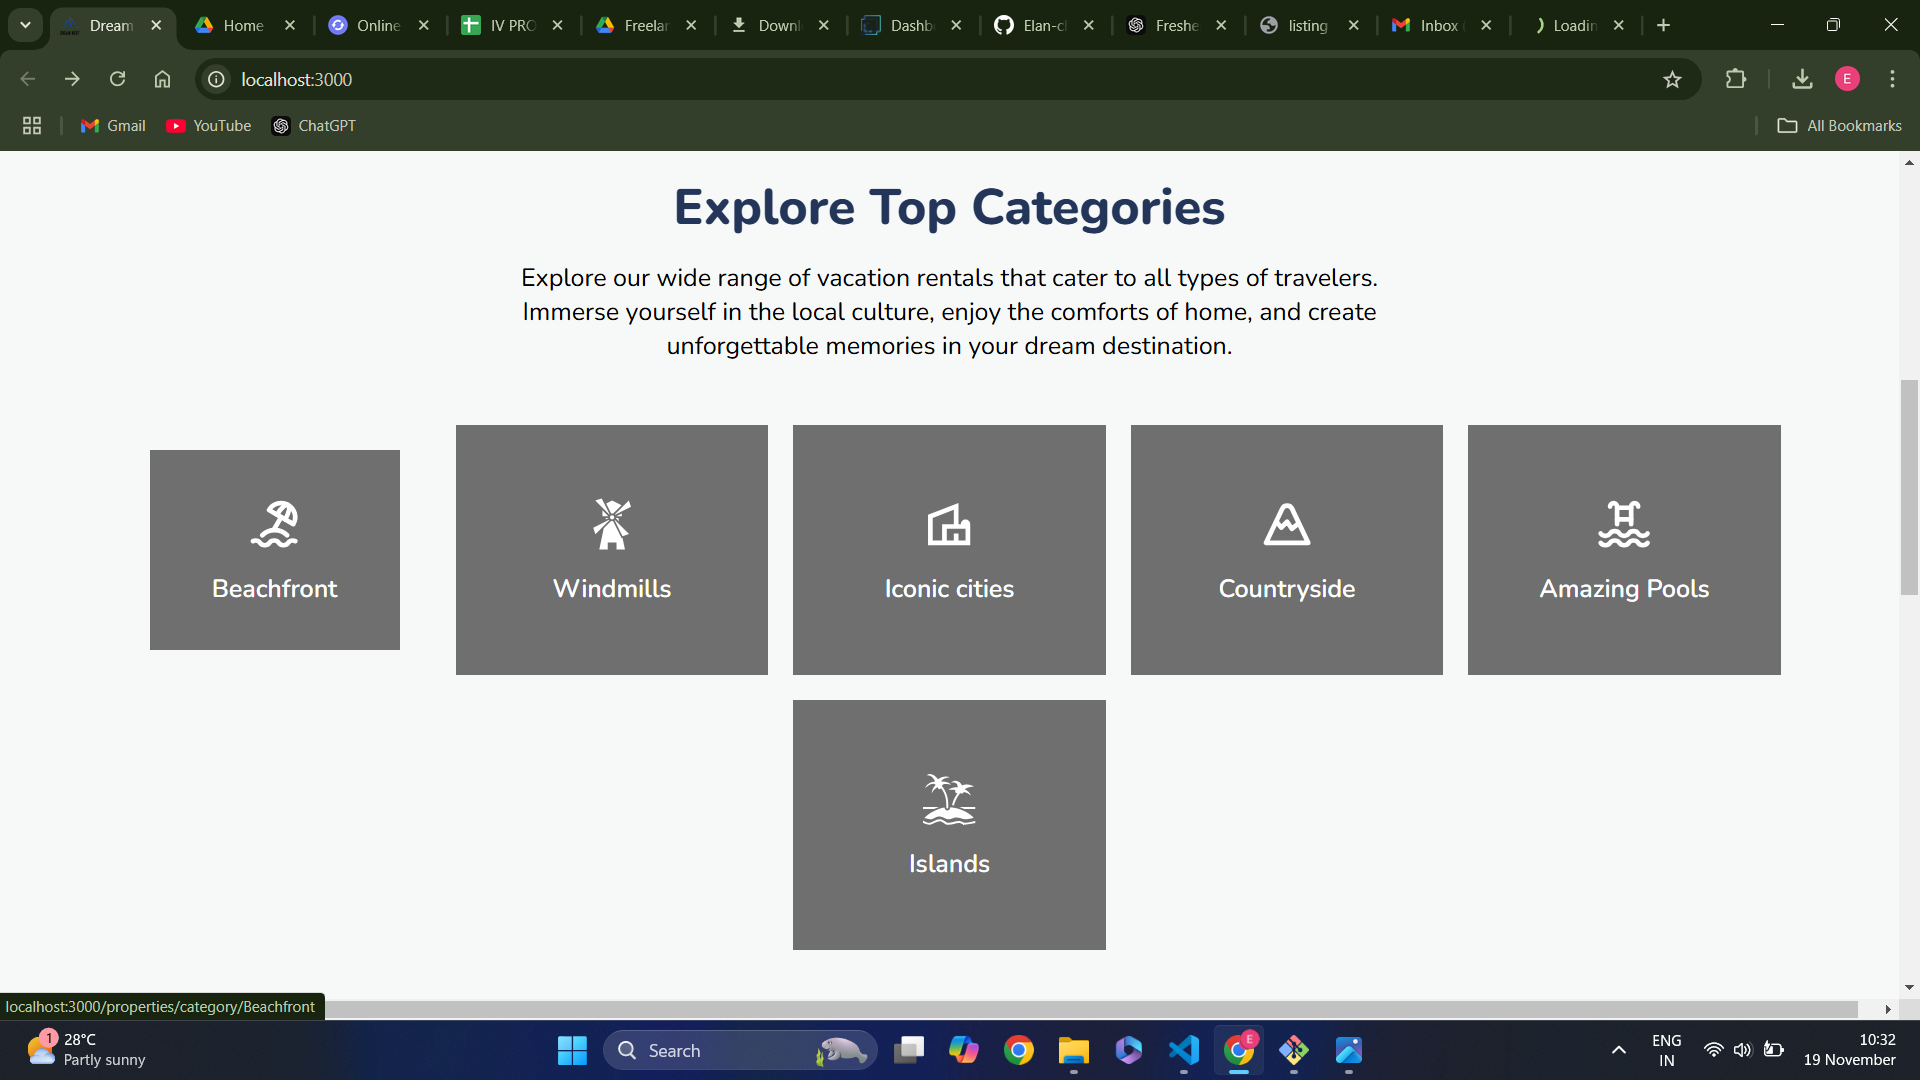 Dream
Home
Online
IV PRO
Freelan
Downl
Dashb
Elan-cl
Freshe
listing
Inbox
Loadin
localhost:3000
E
Gmail
YouTube
ChatGPT
All Bookmarks
Explore Top Categories
Explore our wide range of vacation rentals that cater to all types of travelers.
Immerse yourself in the local culture, enjoy the comforts of home, and create
unforgettable memories in your dream destination.
Beachfront
Windmills
Iconic cities
Countryside
Amazing Pools
Islands
localhost:3000/properties/category/Beachfront
1
28°C
Partly sunny
Search
E
ENG
IN
10:32
19 November